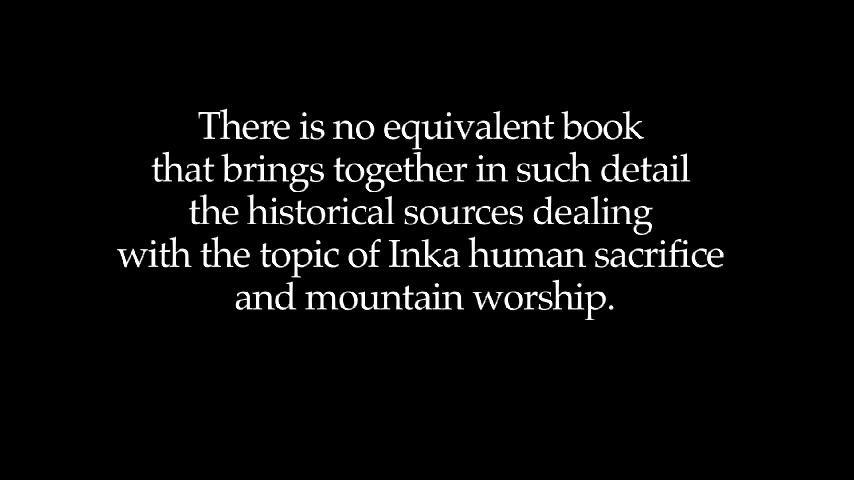 There is no equivalent book
that brings together in such detail
the historical sources dealing
with the topic of Inka human sacrifice
and mountain worship.